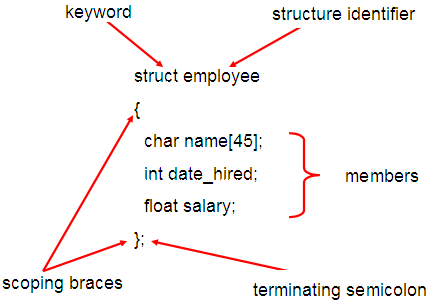 keyword
structure identifier
struct employee
{
char name[45];
int date_hired;
float salary;
members
};
scoping braces
terminating semicolon